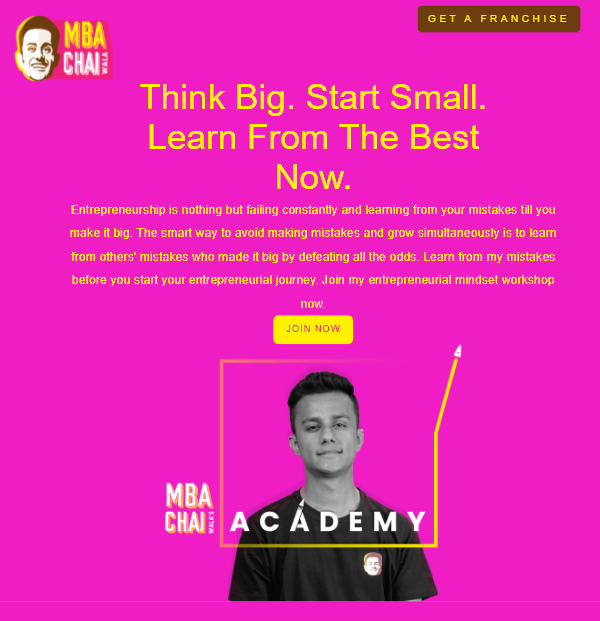 GET A FRANCHISE
MBA
CHAI
WALA
Think Big. Start Small.
Learn From The Best
Now.
Entrepreneurship is nothing but failing constantly and learning from your mistakes till you
make it big. The smart way to avoid making mistakes and grow simultaneously is to learn
from others' mistakes who made it big by defeating all the odds. Learn from my mistakes
before you start your entrepreneurial journey. Join my entrepreneurial mindset workshop
now.
JOIN NOW
MBA
CHAI
WALA'S
ACADEMY